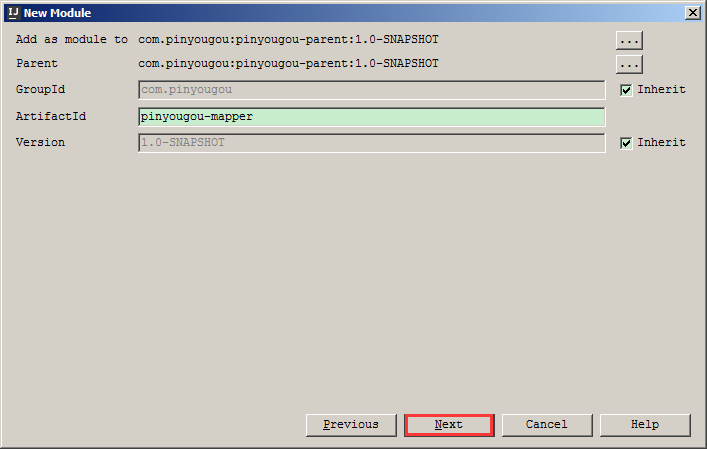 IJ New Module
Add as module to com.pinyougou:pinyougou-parent:1.0-SNAPSHOT ...
Parent com.pinyougou:pinyougou-parent:1.0-SNAPSHOT ...
GroupId com.pinyougou Inherit
ArtifactId pinyougou-mapper
Version 1.0-SNAPSHOT Inherit
Previous Next Cancel Help